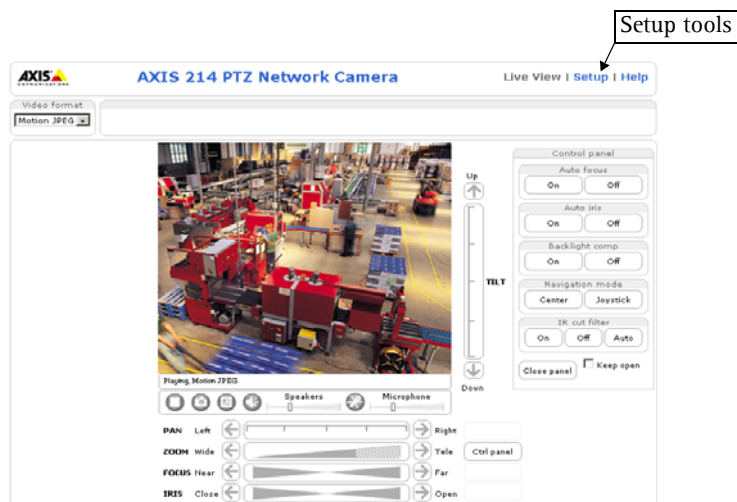 Setup tools
AXIS
COMMUNICATIONS
AXIS 214 PTZ Network Camera
Live View | Setup | Help
Video format
Motion JPEG
Control panel
Auto focus
On Off
Auto iris
On Off
Backlight comp
On Off
Navigation mode
Center Joystick
IR cut filter
On Off Auto
Close panel Keep open
Up
TILT
Down
Playing, Motion JPEG
Speakers Microphone
PAN Left Right
ZOOM Wide Tele Ctrl panel
FOCUS Near Far
IRIS Close Open